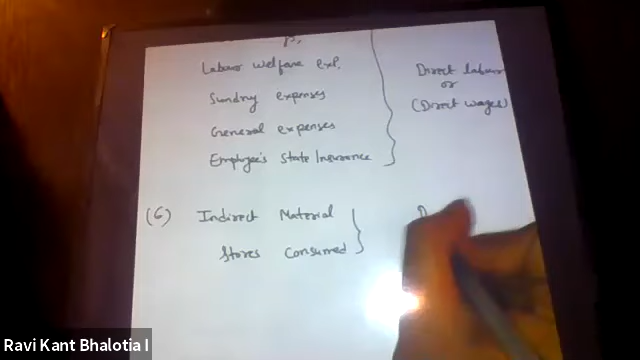 Labour welfare exp.
Sundry expenses
General expenses
Employee's State Insurance
Direct labour
or
(Direct wages)
(6) Indirect Material
Stores Consumed
Ravi Kant Bhalotia I